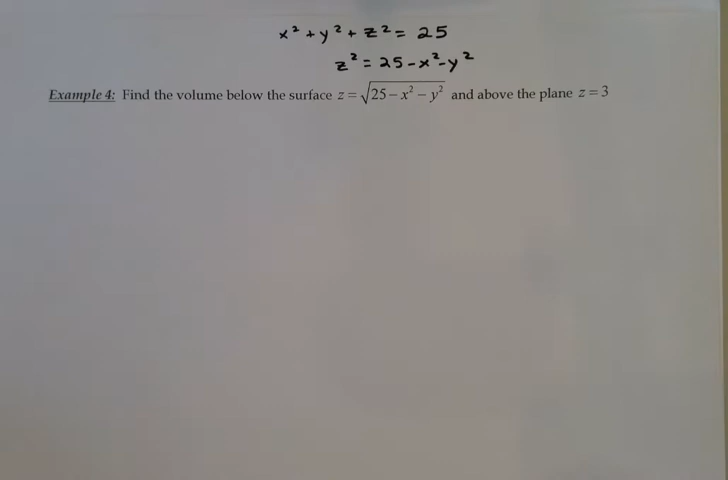 x² + y² + z² = 25
z² = 25 - x² - y²
Example 4: Find the volume below the surface z = √(25 − x² − y²) and above the plane z = 3